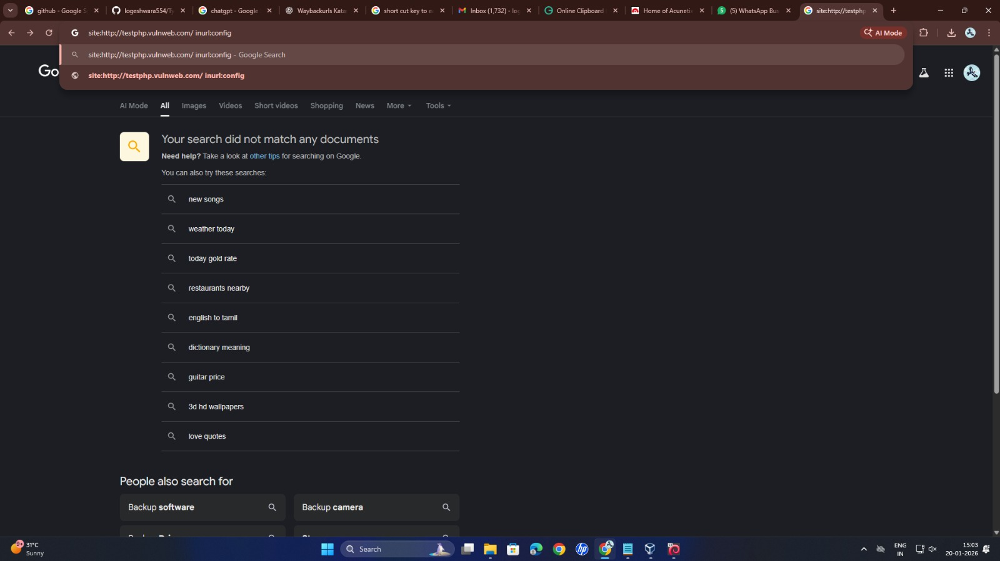 github - Google S
logeshwara554/Ty
chatgpt - Google
Waybackurls Kata
short cut key to e
Inbox (1,732) - lo
Online Clipboard
Home of Acuneti
(5) WhatsApp Bus
site:http://testphp
site:http://testphp.vulnweb.com/ inurl:config
AI Mode
site:http://testphp.vulnweb.com/ inurl:config - Google Search
site:http://testphp.vulnweb.com/ inurl:config
Go
AI Mode
All
Images
Videos
Short videos
Shopping
News
More
Tools
Your search did not match any documents
Need help? Take a look at other tips for searching on Google.
You can also try these searches:
new songs
weather today
today gold rate
restaurants nearby
english to tamil
dictionary meaning
guitar price
3d hd wallpapers
love quotes
People also search for
Backup software
Backup camera
9+
31°C
Sunny
Search
ENG
IN
15:03
20-01-2026